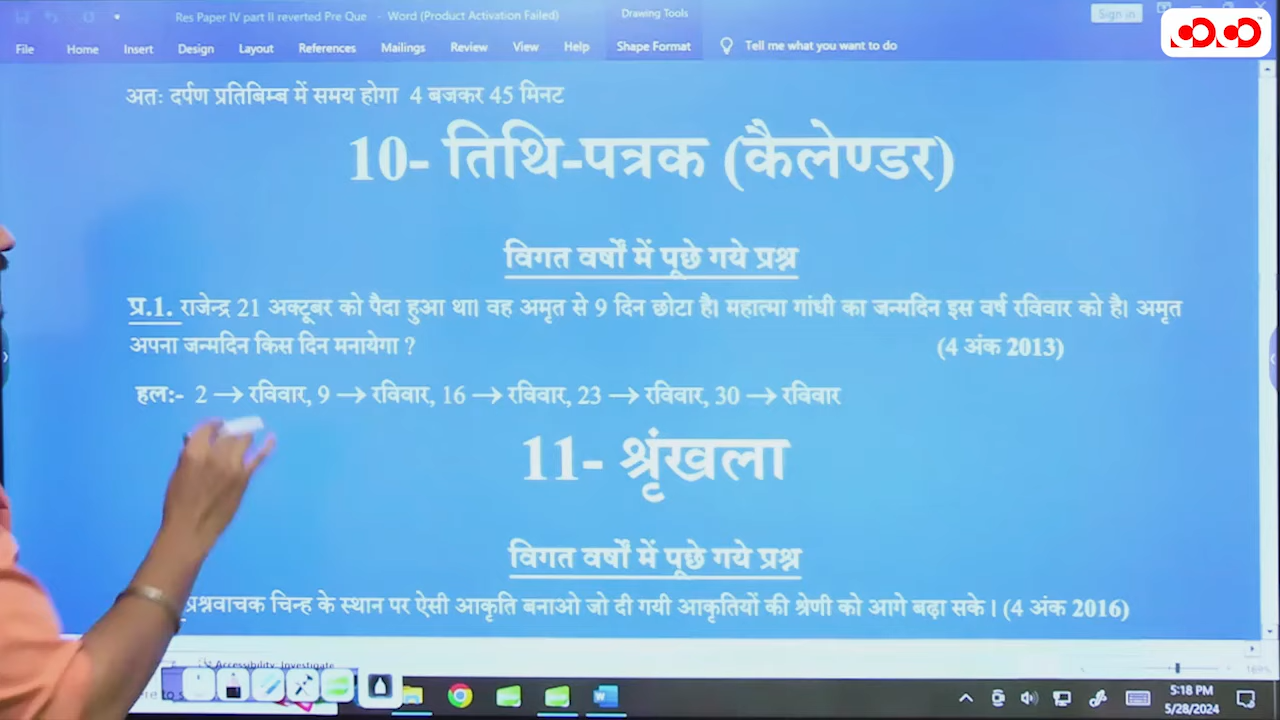 Res Paper IV part II reverted Pre Que - Word (Product Activation Failed)
Drawing Tools
Sign in
File Home Insert Design Layout References Mailings Review View Help Shape Format Tell me what you want to do
अतः दर्पण प्रतिबिम्ब में समय होगा 4 बजकर 45 मिनट
10- तिथि-पत्रक (कैलेण्डर)
विगत वर्षों में पूछे गये प्रश्न
प्र.1. राजेन्द्र 21 अक्टूबर को पैदा हुआ था। वह अमृत से 9 दिन छोटा है। महात्मा गांधी का जन्मदिन इस वर्ष रविवार को है। अमृत
अपना जन्मदिन किस दिन मनायेगा ? (4 अंक 2013)
हल:- 2 → रविवार, 9 → रविवार, 16 → रविवार, 23 → रविवार, 30 → रविवार
11- श्रृंखला
विगत वर्षों में पूछे गये प्रश्न
प्रश्नवाचक चिन्ह के स्थान पर ऐसी आकृति बनाओ जो दी गयी आकृतियों की श्रेणी को आगे बढ़ा सके । (4 अंक 2016)
Accessibility: Investigate
169%
5:18 PM
5/28/2024